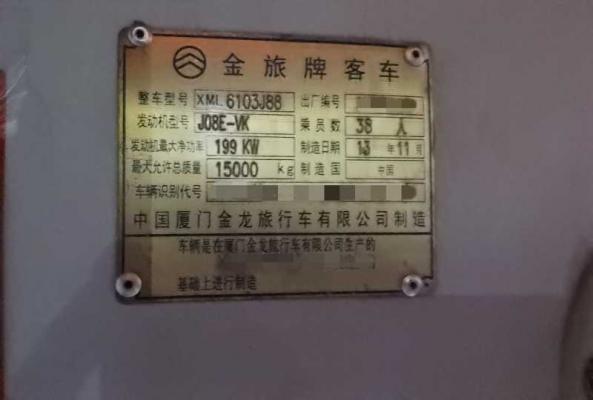 金旅牌客车
整车型号 XML6103J88 出厂编号
发动机型号 J08E-VK 乘员数 38 人
发动机最大净功率 199 KW 制造日期 13 年 11 月
最大允许总质量 15000 kg 制造国 中国
车辆识别代号
中国厦门金龙旅行车有限公司制造
车辆是在厦门金龙旅行车有限公司生产的
基础上进行制造